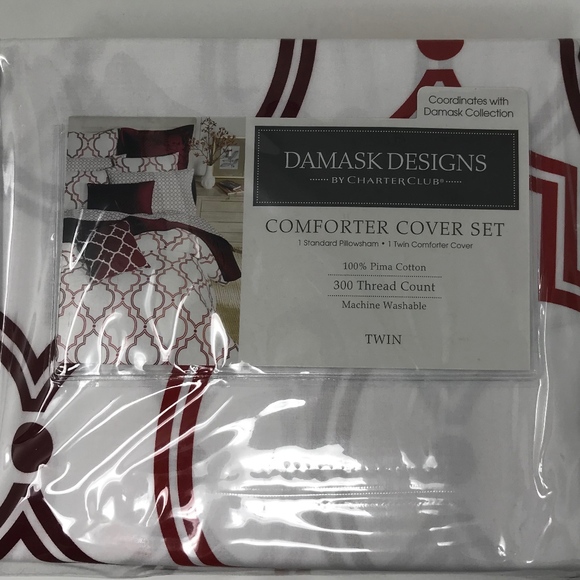 Coordinates with
Damask Collection
DAMASK DESIGNS
BY CHARTER CLUB®
COMFORTER COVER SET
1 Standard Pillowsham • 1 Twin Comforter Cover
100% Pima Cotton
300 Thread Count
Machine Washable
TWIN